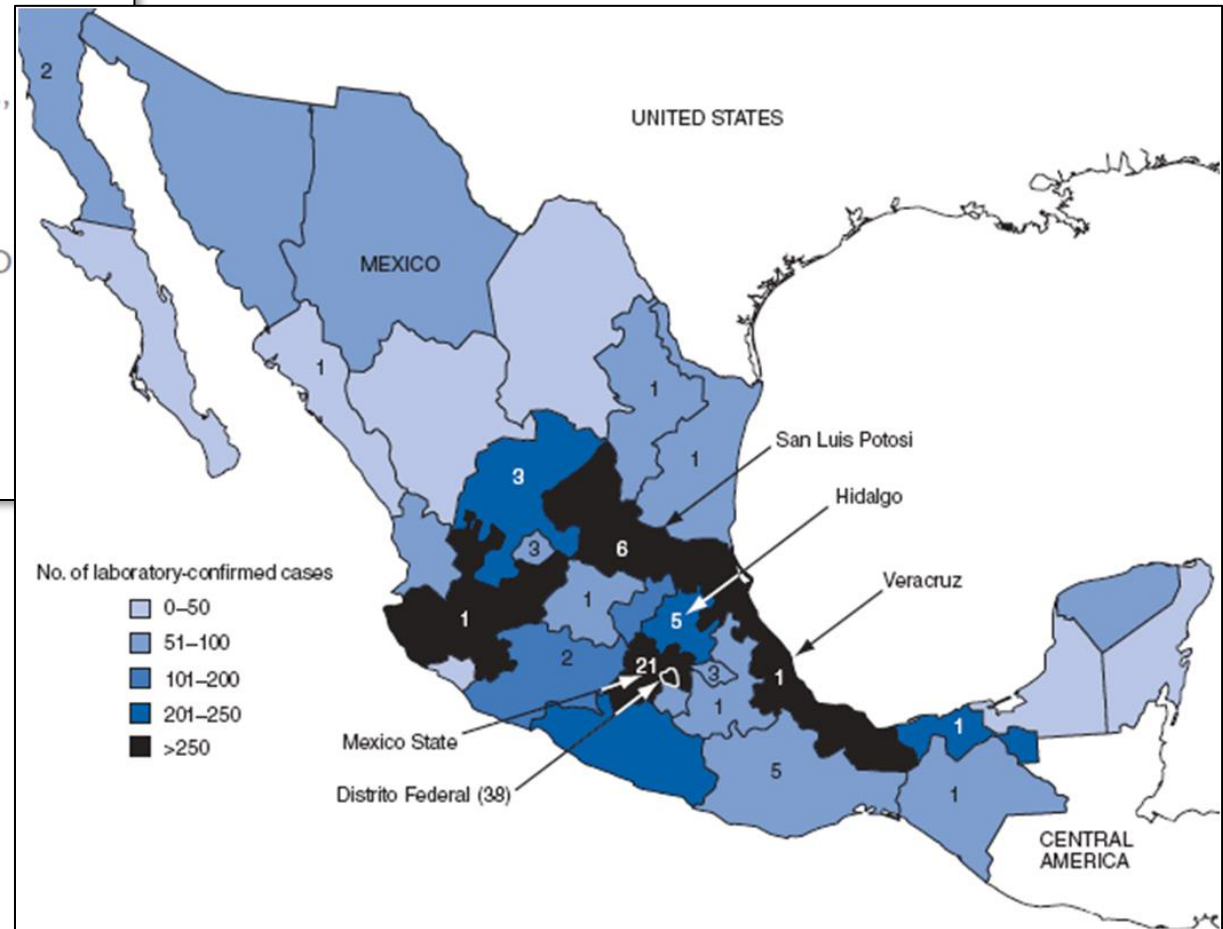 2
UNITED STATES
MEXICO
1
1
San Luis Potosi
1
3
Hidalgo
6
3
No. of laboratory-confirmed cases
Veracruz
0–50
1
1
5
51–100
2
21
3
1
101–200
1
201–250
1
Mexico State
>250
5
1
Distrito Federal (38)
CENTRAL
AMERICA